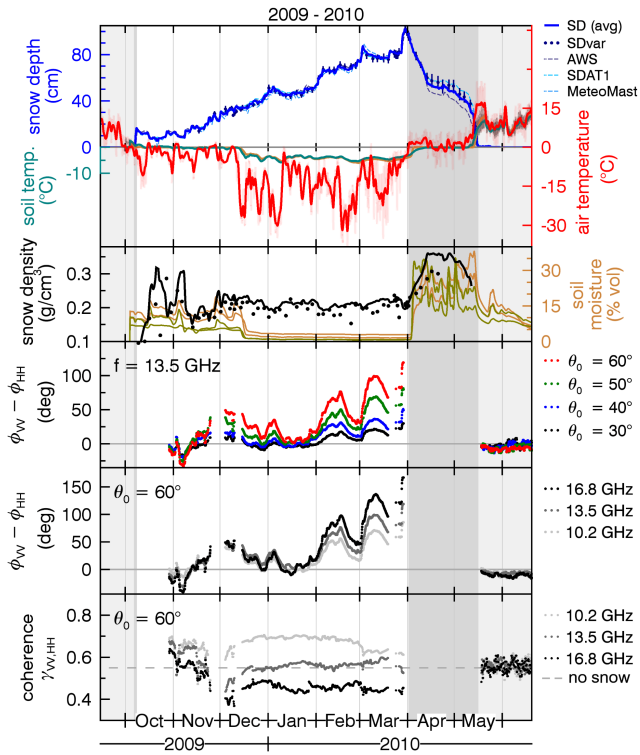 2009 - 2010
80
40
0
snow depth
(cm)
-10
soil temp.
(°C)
15
0
-15
-30
air temperature
(°C)
SD (avg)
SDvar
AWS
SDAT1
MeteoMast
0.3
0.2
0.1
snow density
(g/cm³)
30
15
0
soil
moisture
(% vol)
f = 13.5 GHz
100
50
0
ϕVV − ϕHH
(deg)
θ₀ = 60°
θ₀ = 50°
θ₀ = 40°
θ₀ = 30°
θ₀ = 60°
150
100
50
0
ϕVV − ϕHH
(deg)
16.8 GHz
13.5 GHz
10.2 GHz
θ₀ = 60°
0.8
0.6
0.4
coherence
γVV,HH
10.2 GHz
13.5 GHz
16.8 GHz
no snow
Oct Nov Dec Jan Feb Mar Apr May
2009 2010